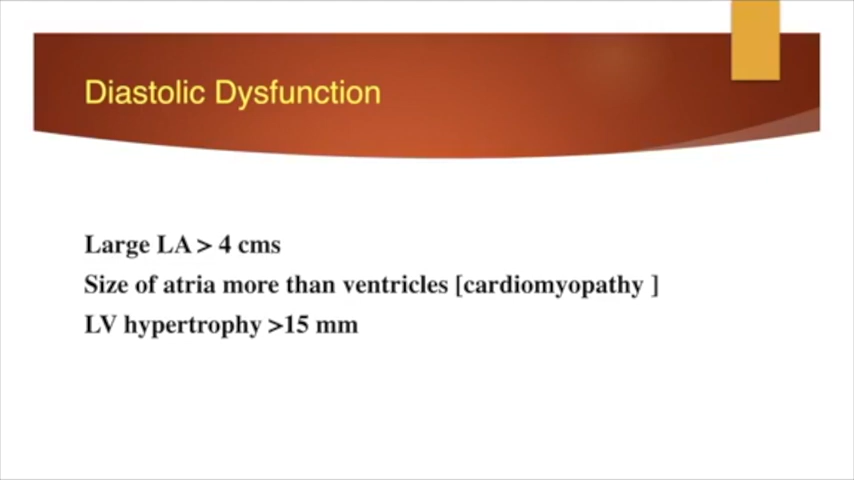 Diastolic Dysfunction
Large LA > 4 cms
Size of atria more than ventricles [cardiomyopathy ]
LV hypertrophy >15 mm